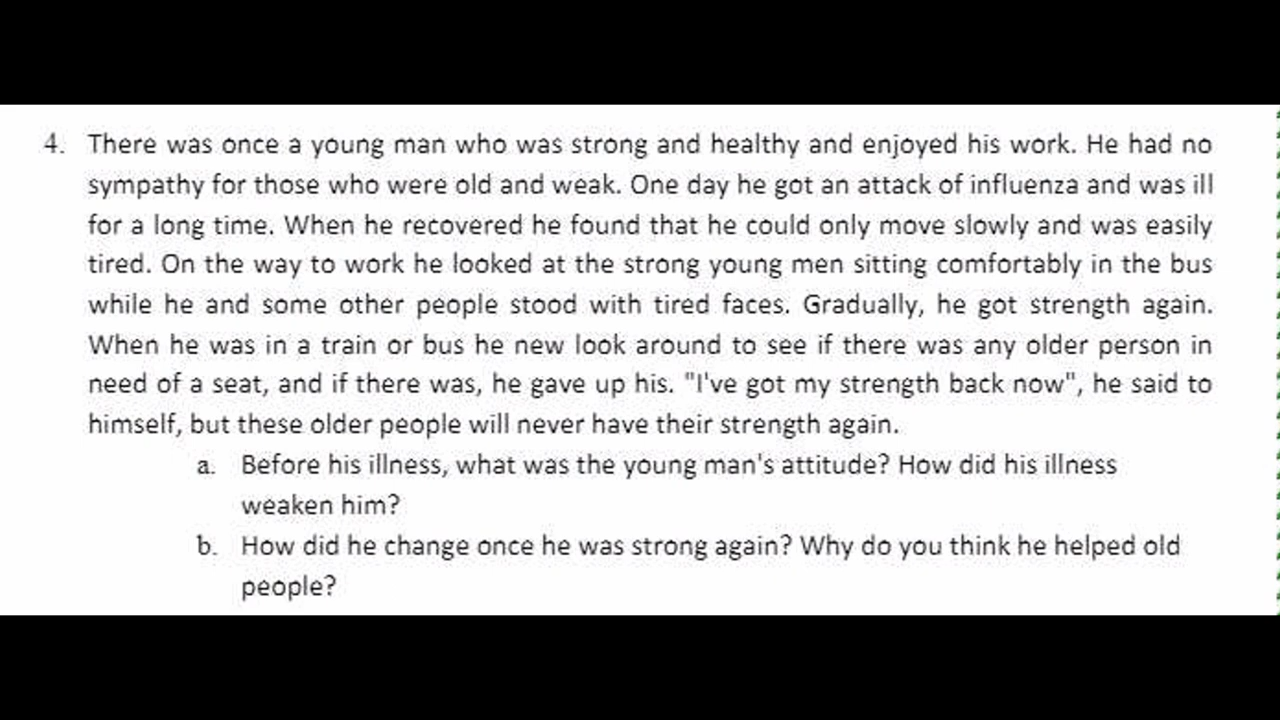 4. There was once a young man who was strong and healthy and enjoyed his work. He had no
sympathy for those who were old and weak. One day he got an attack of influenza and was ill
for a long time. When he recovered he found that he could only move slowly and was easily
tired. On the way to work he looked at the strong young men sitting comfortably in the bus
while he and some other people stood with tired faces. Gradually, he got strength again.
When he was in a train or bus he new look around to see if there was any older person in
need of a seat, and if there was, he gave up his. "I've got my strength back now", he said to
himself, but these older people will never have their strength again.
a. Before his illness, what was the young man's attitude? How did his illness
weaken him?
b. How did he change once he was strong again? Why do you think he helped old
people?